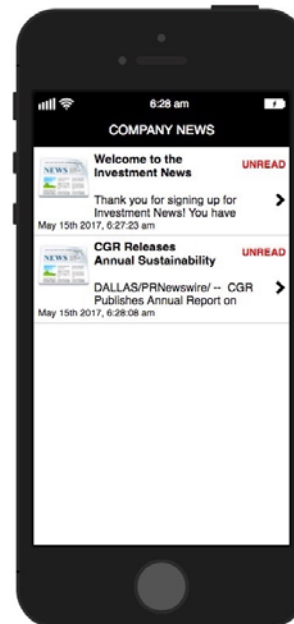 6:28 am
COMPANY NEWS
NEWS
Welcome to the
Investment News
UNREAD
Thank you for signing up for
Investment News! You have
May 15th 2017, 6:27:23 am
NEWS
CGR Releases
Annual Sustainability
UNREAD
DALLAS/PRNewswire/ -- CGR
Publishes Annual Report on
May 15th 2017, 6:28:08 am